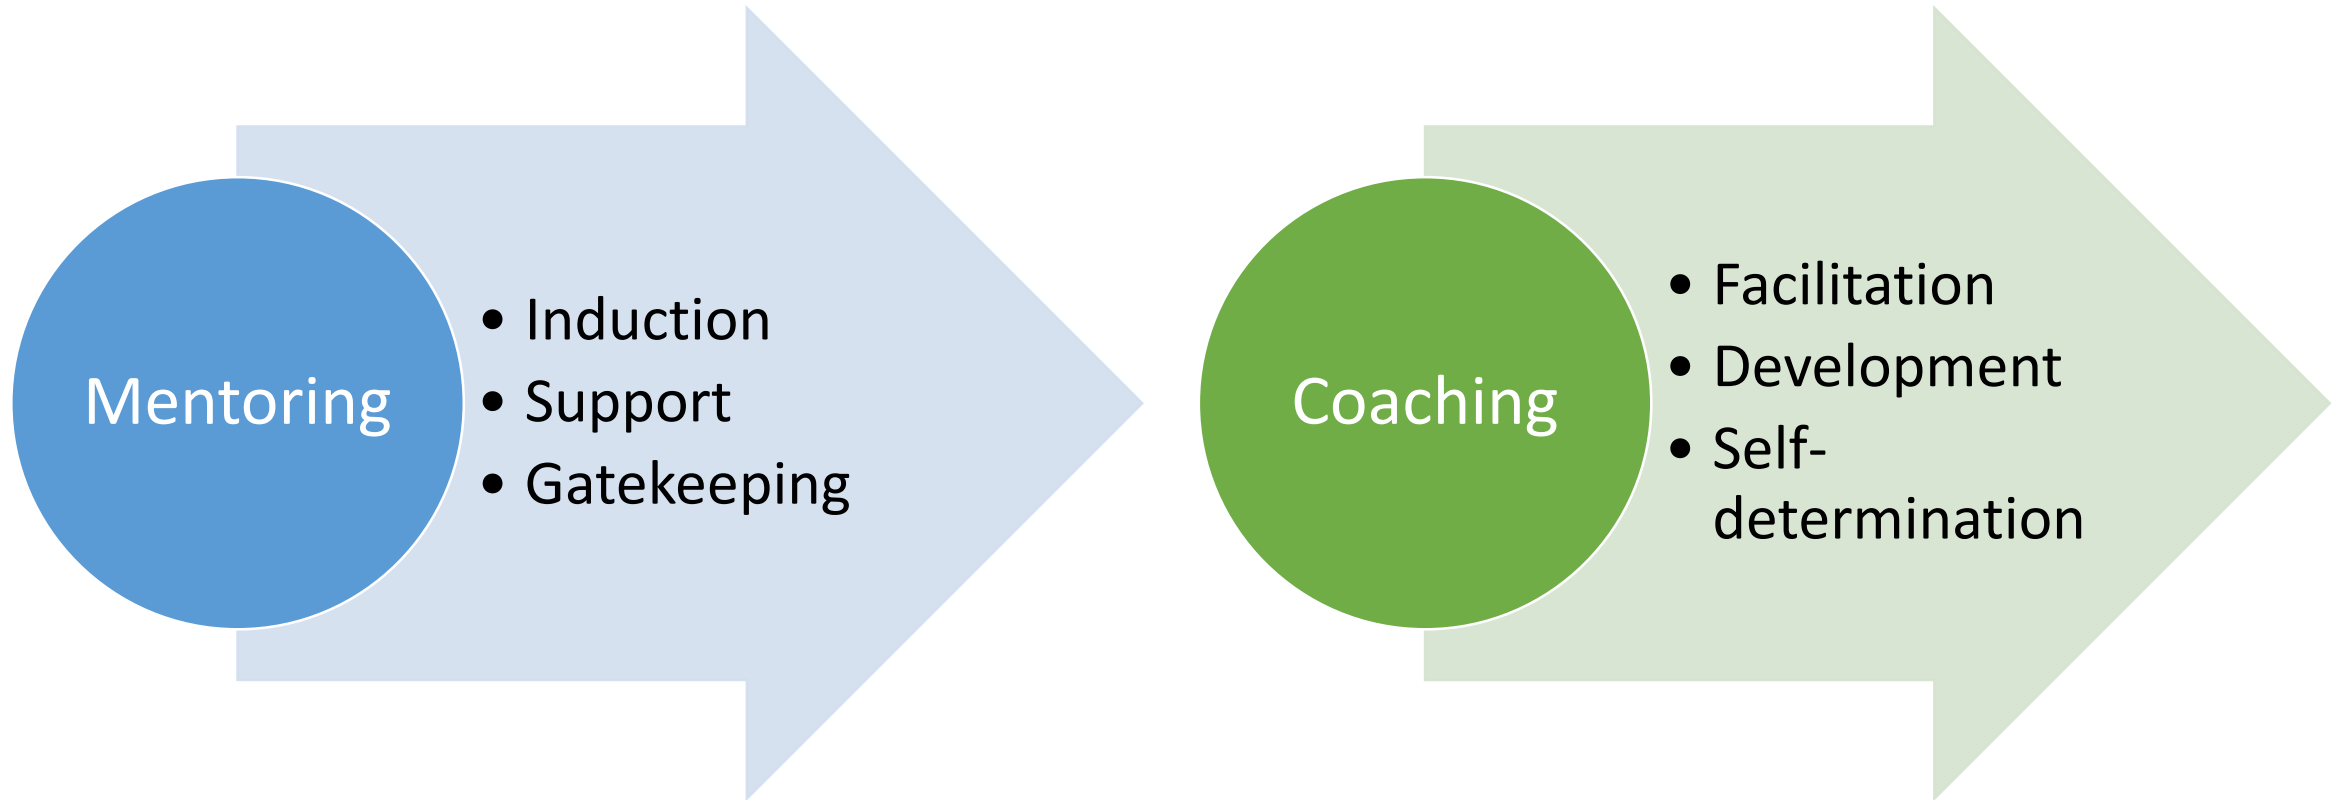 Mentoring
• Induction
• Support
• Gatekeeping
Coaching
• Facilitation
• Development
• Self-
determination